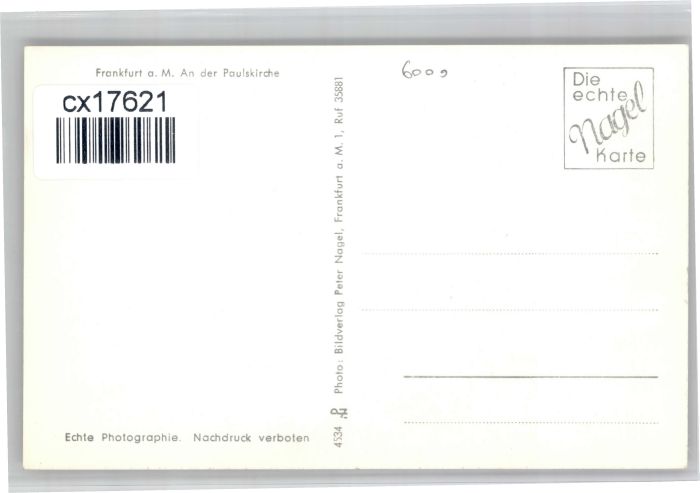 Frankfurt a. M. An der Paulskirche
cx17621
Echte Photographie. Nachdruck verboten
4534
Photo: Bildverlag Peter Nagel, Frankfurt a. M. 1, Ruf 35881
Die
echte
Nagel
Karte